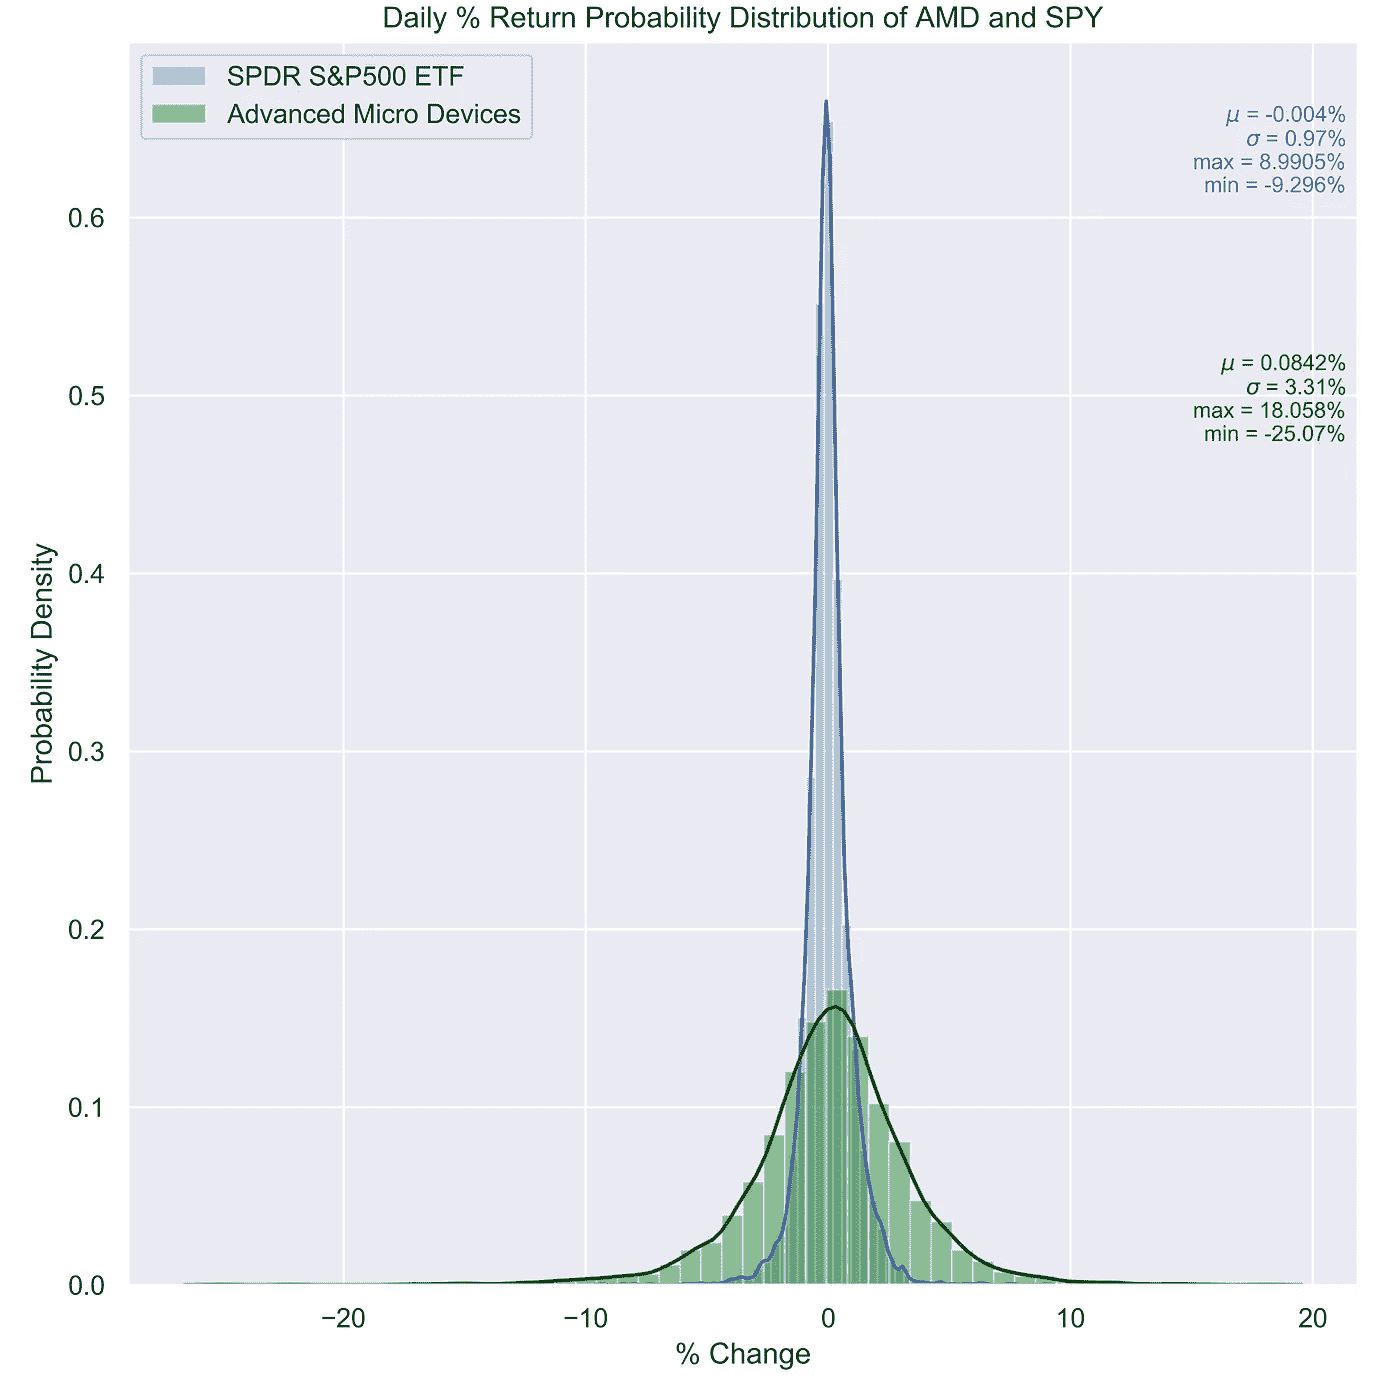 Daily % Return Probability Distribution of AMD and SPY
SPDR S&P500 ETF
Advanced Micro Devices
μ = -0.004%
σ = 0.97%
max = 8.9905%
min = -9.296%
μ = 0.0842%
σ = 3.31%
max = 18.058%
min = -25.07%
Probability Density
0.6
0.5
0.4
0.3
0.2
0.1
0.0
−20
−10
0
10
20
% Change